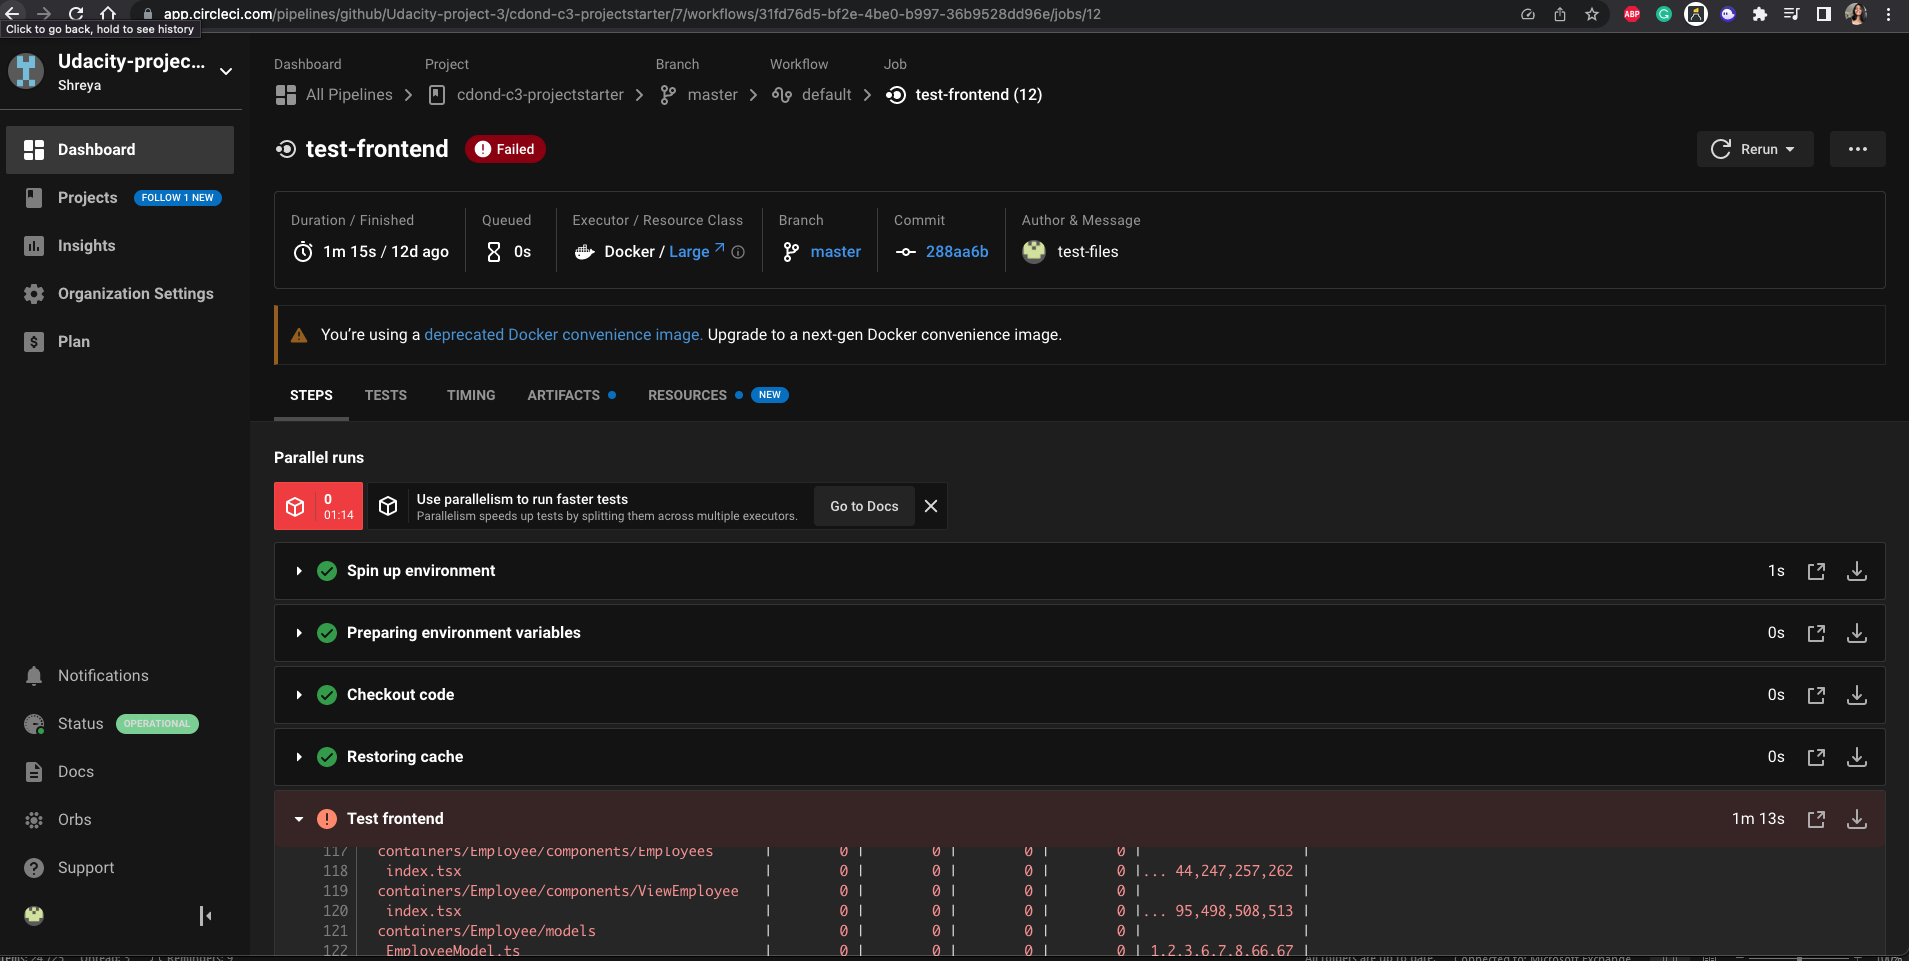 app.circleci.com/pipelines/github/Udacity-project-3/cdond-c3-projectstarter/7/workflows/31fd76d5-bf2e-4be0-b997-36b9528dd96e/jobs/12
ABP
Click to go back, hold to see history
Udacity-projec...
Shreya
Dashboard
Projects FOLLOW 1 NEW
Insights
Organization Settings
Plan
Notifications
Status OPERATIONAL
Docs
Orbs
Support
Dashboard Project Branch Workflow Job
All Pipelines cdond-c3-projectstarter master default test-frontend (12)
test-frontend Failed
Rerun
Duration / Finished Queued Executor / Resource Class Branch Commit Author & Message
1m 15s / 12d ago 0s Docker / Large master 288aa6b test-files
You’re using a deprecated Docker convenience image. Upgrade to a next-gen Docker convenience image.
STEPS TESTS TIMING ARTIFACTS RESOURCES NEW
Parallel runs
0
01:14
Use parallelism to run faster tests
Parallelism speeds up tests by splitting them across multiple executors.
Go to Docs
Spin up environment 1s
Preparing environment variables 0s
Checkout code 0s
Restoring cache 0s
Test frontend 1m 13s
117 containers/Employee/components/Employees | 0 | 0 | 0 | 0 | |
118 index.tsx | 0 | 0 | 0 | 0 |... 44,247,257,262 |
119 containers/Employee/components/ViewEmployee | 0 | 0 | 0 | 0 | |
120 index.tsx | 0 | 0 | 0 | 0 |... 95,498,508,513 |
121 containers/Employee/models | 0 | 0 | 0 | 0 | |
122 EmployeeModel.ts | 0 | 0 | 0 | 0 | 1,2,3,6,7,8,66,67 |